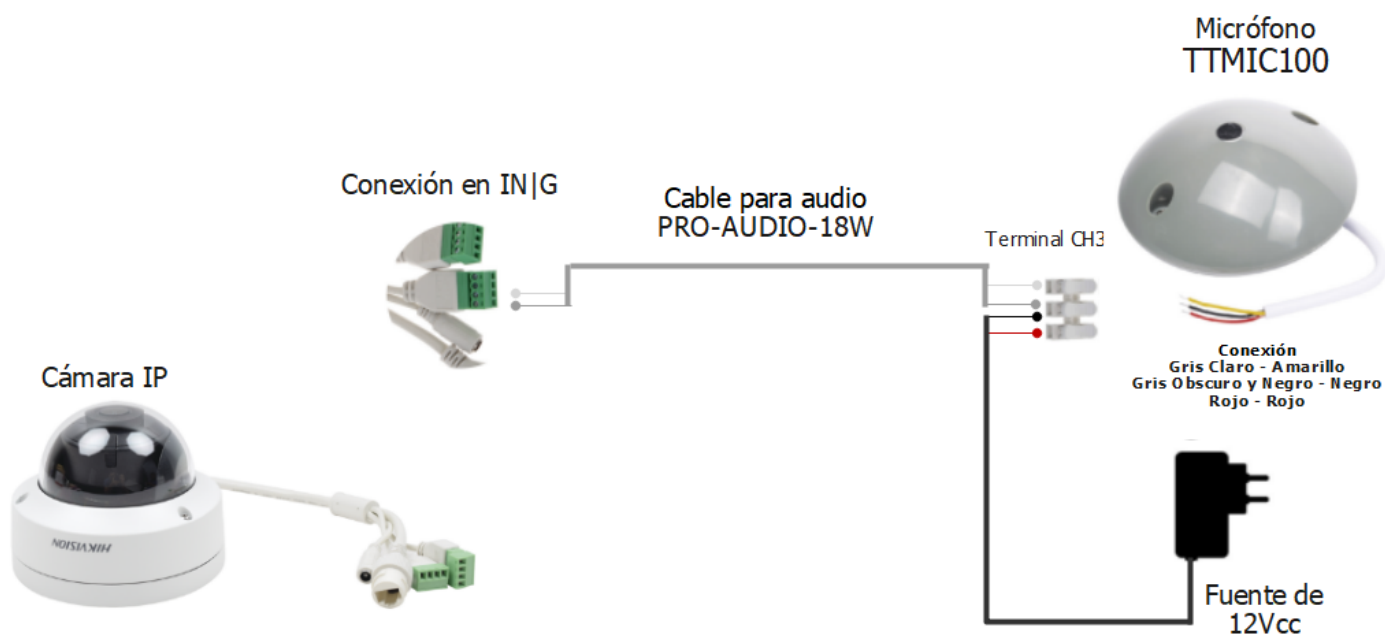 Micrófono
TTMIC100
Conexión en IN|G
Cable para audio
PRO-AUDIO-18W
Terminal CH3
Conexión
Gris Claro - Amarillo
Gris Obscuro y Negro - Negro
Rojo - Rojo
Cámara IP
HIKVISION
Fuente de
12Vcc